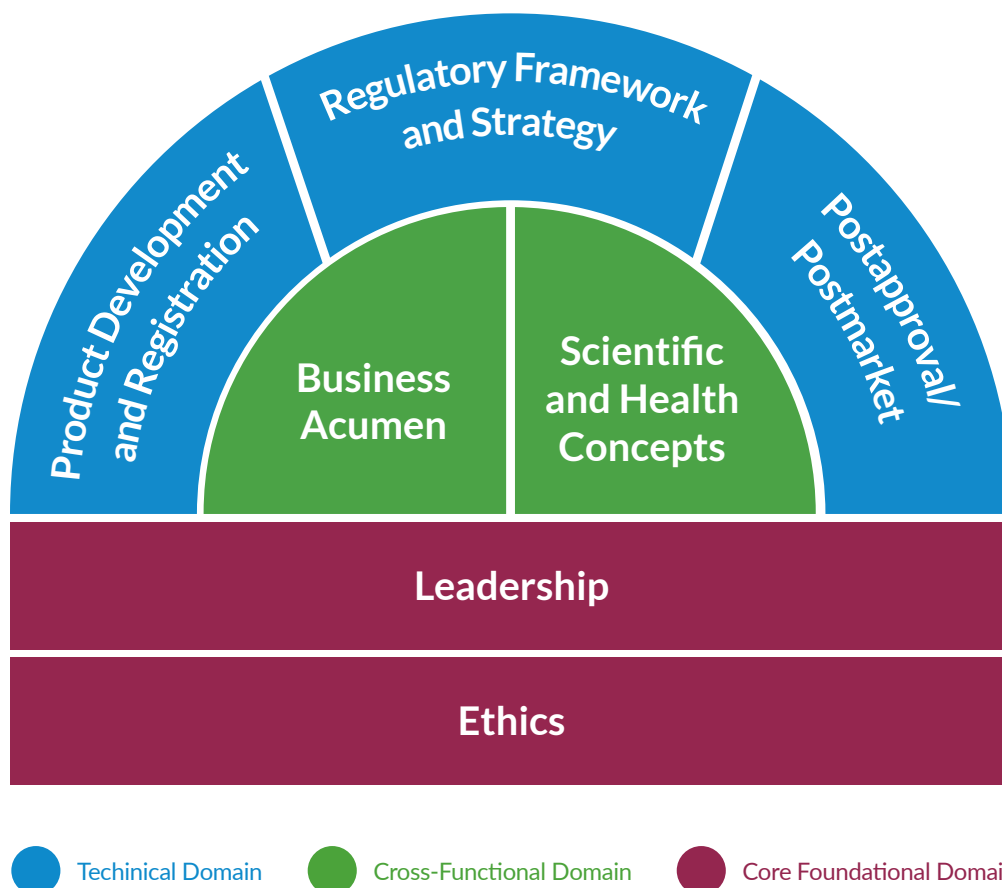 Regulatory Framework
and Strategy
Product Development
and Registration
Postapproval/
Postmarket
Business
Acumen
Scientific
and Health
Concepts
Leadership
Ethics
Techinical Domain
Cross-Functional Domain
Core Foundational Domai